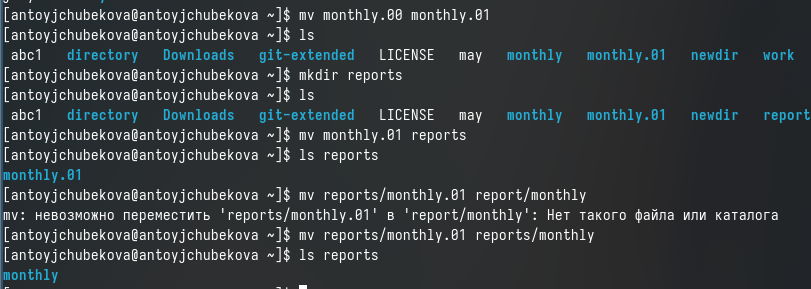 [antoyjchubekova@antoyjchubekova ~]$ mv monthly.00 monthly.01
[antoyjchubekova@antoyjchubekova ~]$ ls
abc1 directory Downloads git-extended LICENSE may monthly monthly.01 newdir work
[antoyjchubekova@antoyjchubekova ~]$ mkdir reports
[antoyjchubekova@antoyjchubekova ~]$ ls
abc1 directory Downloads git-extended LICENSE may monthly monthly.01 newdir report
[antoyjchubekova@antoyjchubekova ~]$ mv monthly.01 reports
[antoyjchubekova@antoyjchubekova ~]$ ls reports
monthly.01
[antoyjchubekova@antoyjchubekova ~]$ mv reports/monthly.01 report/monthly
mv: невозможно переместить 'reports/monthly.01' в 'report/monthly': Нет такого файла или каталога
[antoyjchubekova@antoyjchubekova ~]$ mv reports/monthly.01 reports/monthly
[antoyjchubekova@antoyjchubekova ~]$ ls reports
monthly